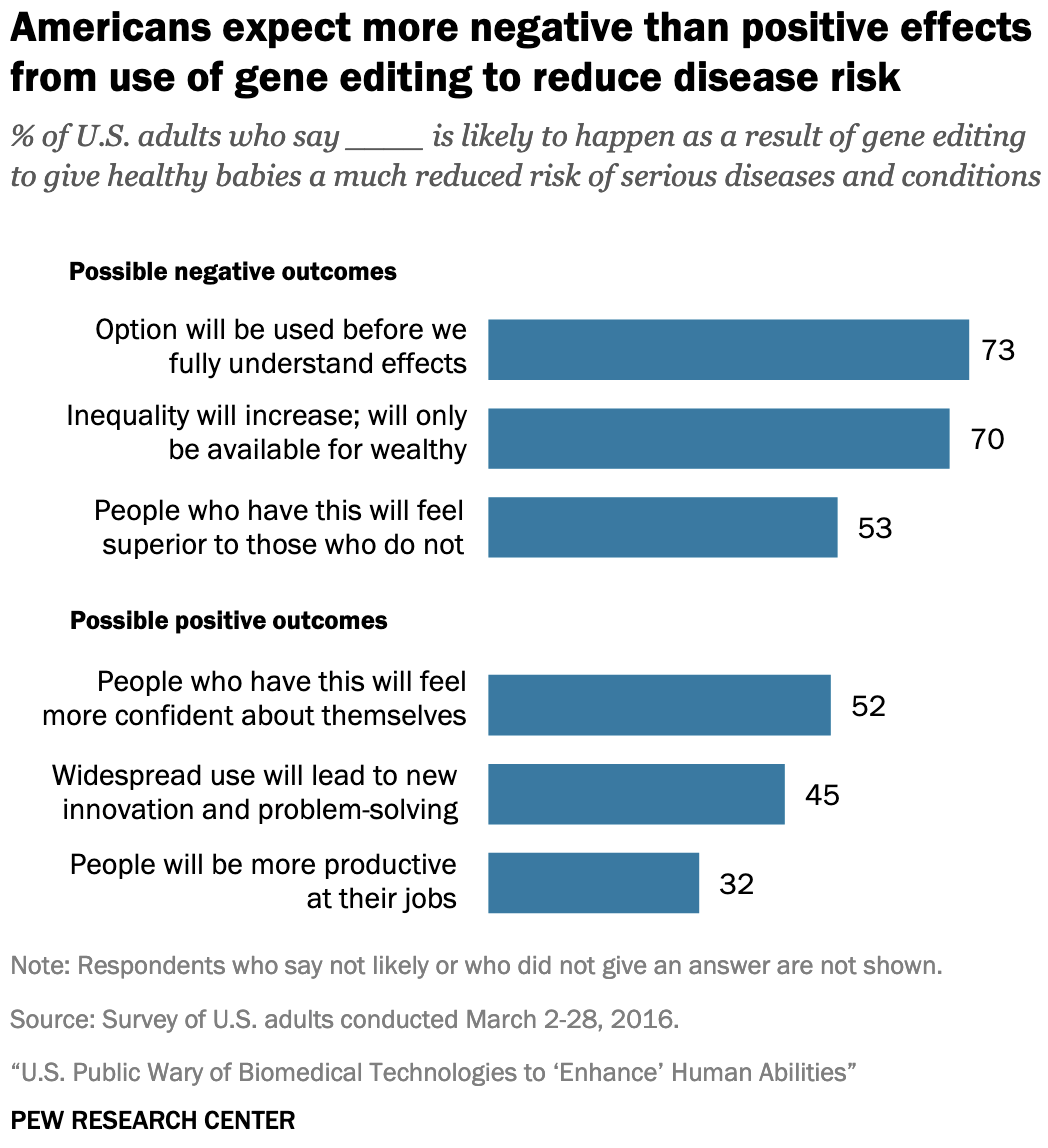 Americans expect more negative than positive effects
from use of gene editing to reduce disease risk
% of U.S. adults who say _____ is likely to happen as a result of gene editing
to give healthy babies a much reduced risk of serious diseases and conditions
Possible negative outcomes
Option will be used before we
fully understand effects
73
Inequality will increase; will only
be available for wealthy
70
People who have this will feel
superior to those who do not
53
Possible positive outcomes
People who have this will feel
more confident about themselves
52
Widespread use will lead to new
innovation and problem-solving
45
People will be more productive
at their jobs
32
Note: Respondents who say not likely or who did not give an answer are not shown.
Source: Survey of U.S. adults conducted March 2-28, 2016.
“U.S. Public Wary of Biomedical Technologies to ‘Enhance’ Human Abilities”
PEW RESEARCH CENTER